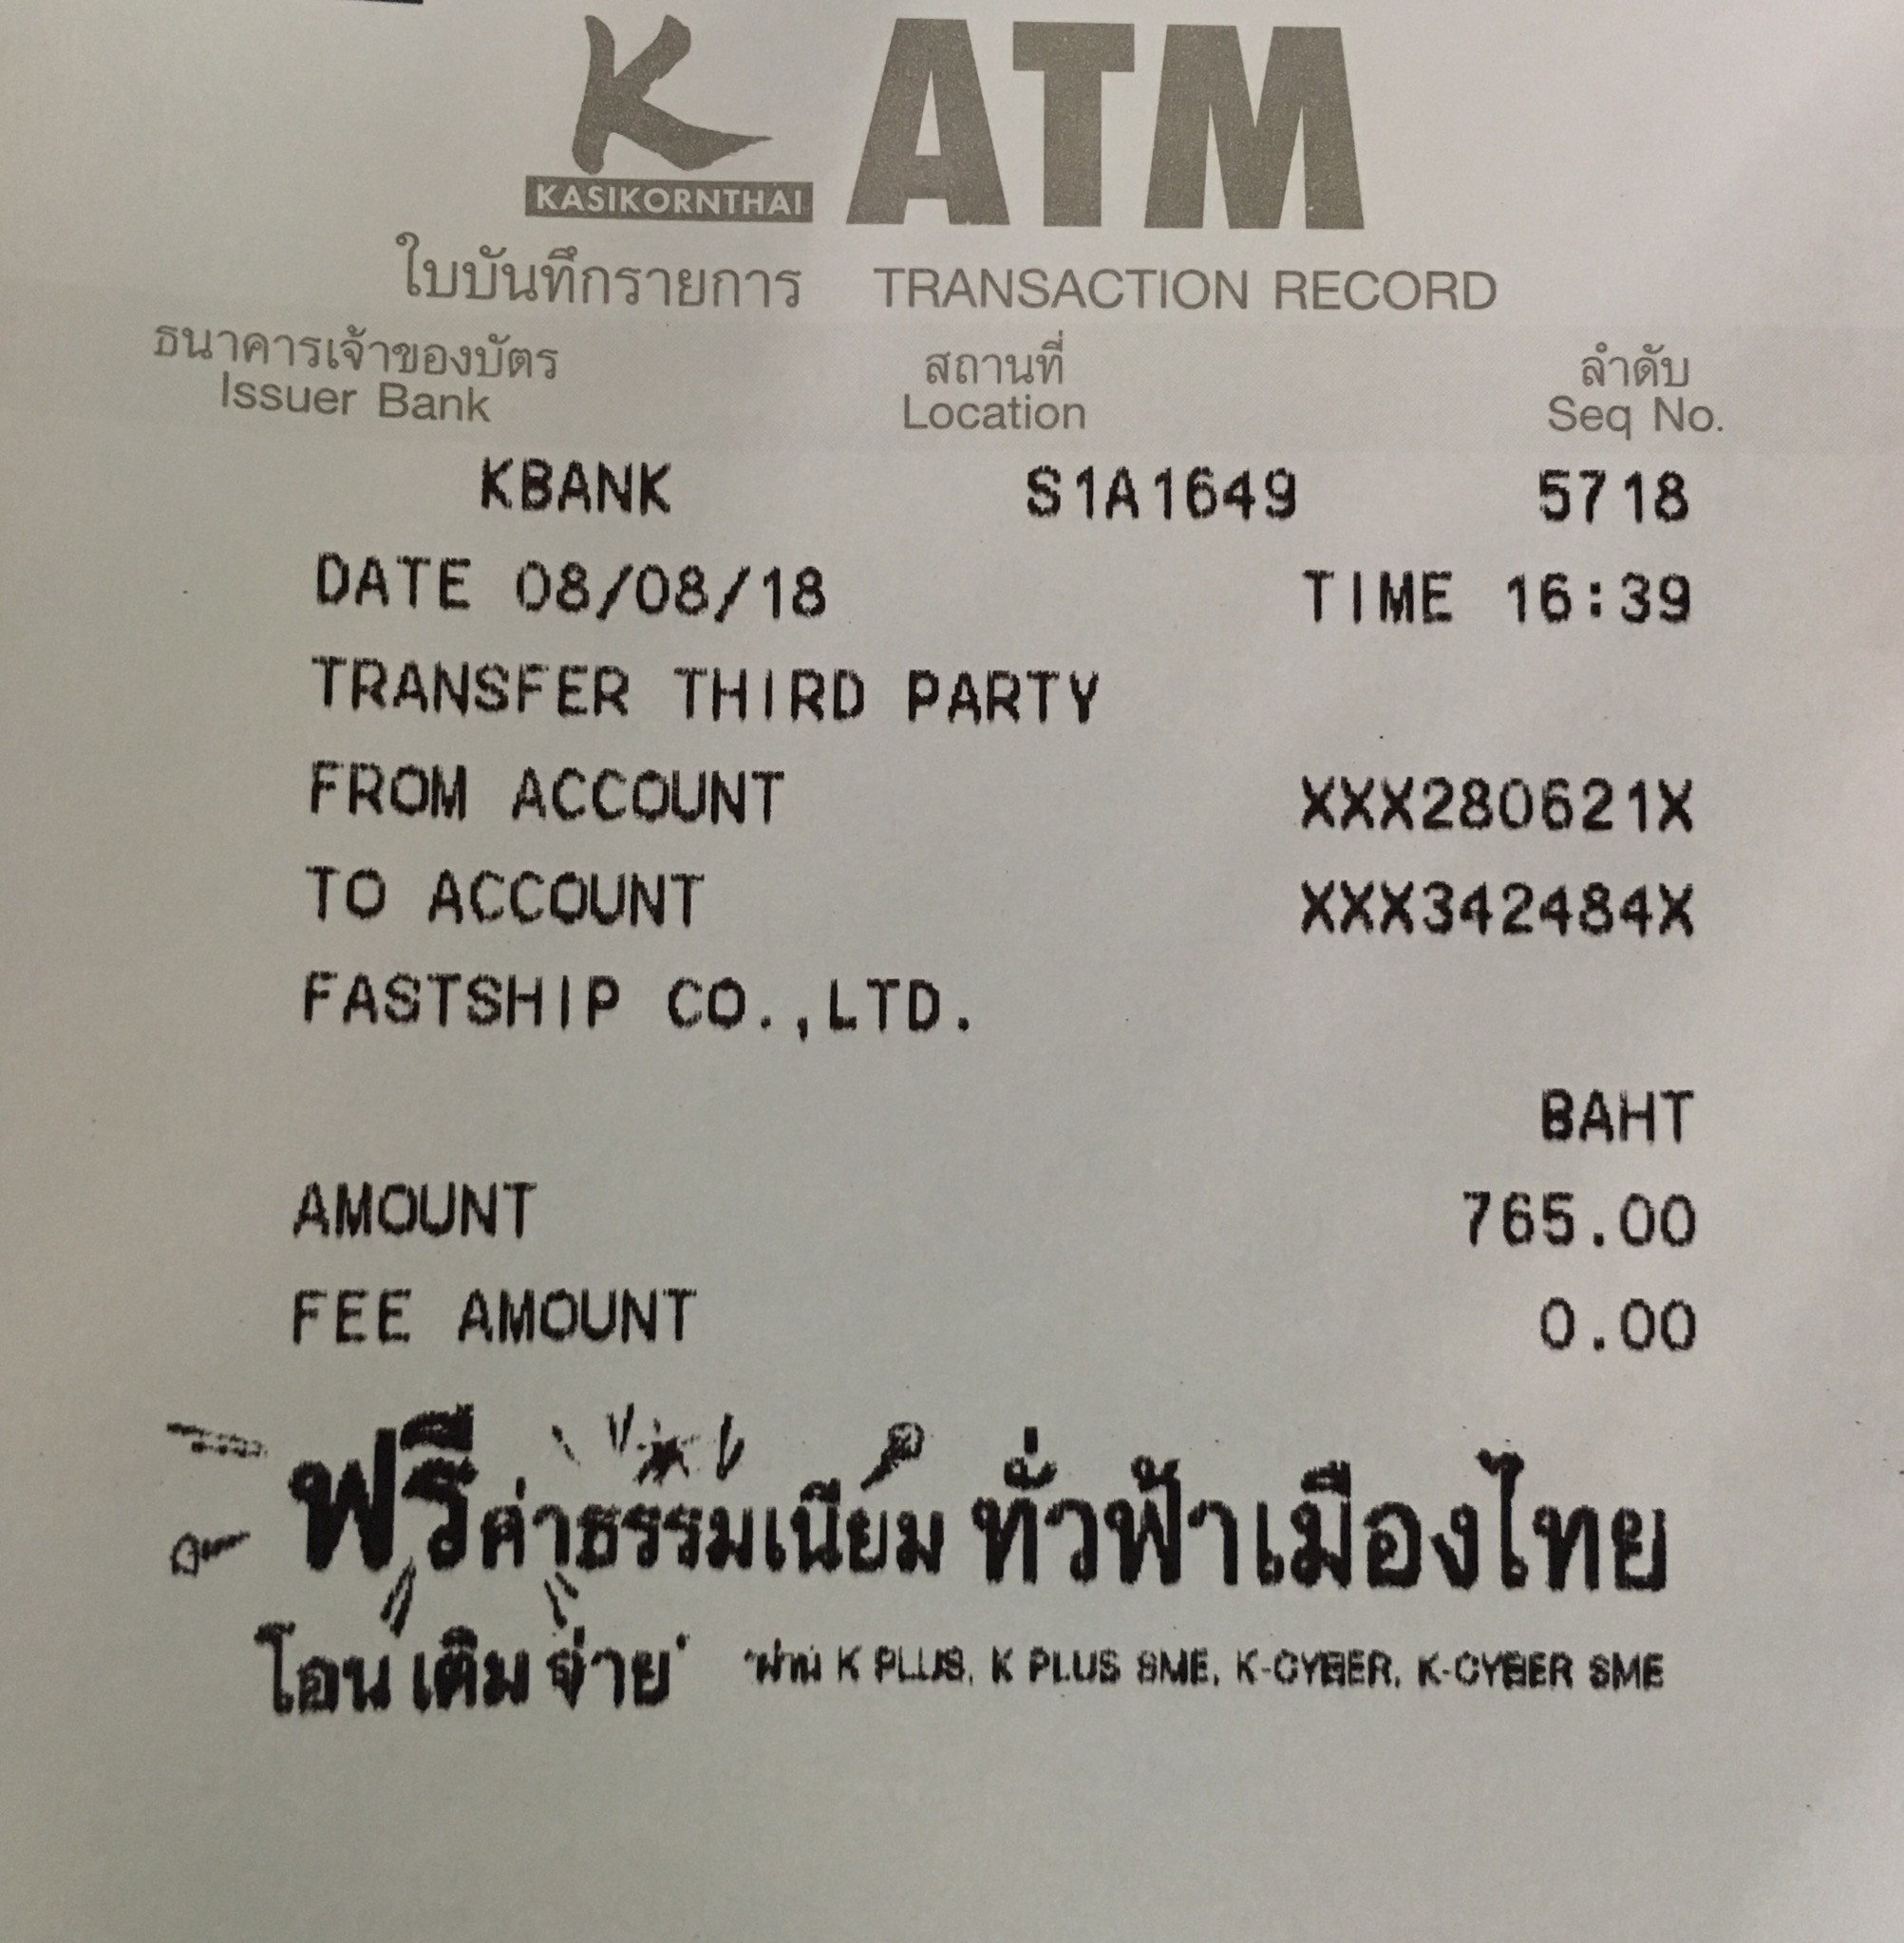 K ATM
KASIKORNTHAI
ใบบันทึกรายการ TRANSACTION RECORD
ธนาคารเจ้าของบัตร สถานที่ ลำดับ
Issuer Bank Location Seq No.
KBANK S1A1649 5718
DATE 08/08/18 TIME 16:39
TRANSFER THIRD PARTY
FROM ACCOUNT XXX280621X
TO ACCOUNT XXX342484X
FASTSHIP CO.,LTD.
BAHT
AMOUNT 765.00
FEE AMOUNT 0.00
ฟรีค่าธรรมเนียม ทั่วฟ้าเมืองไทย
โอน เติม จ่าย ผ่าน K PLUS, K PLUS SME, K-CYBER, K-CYBER SME